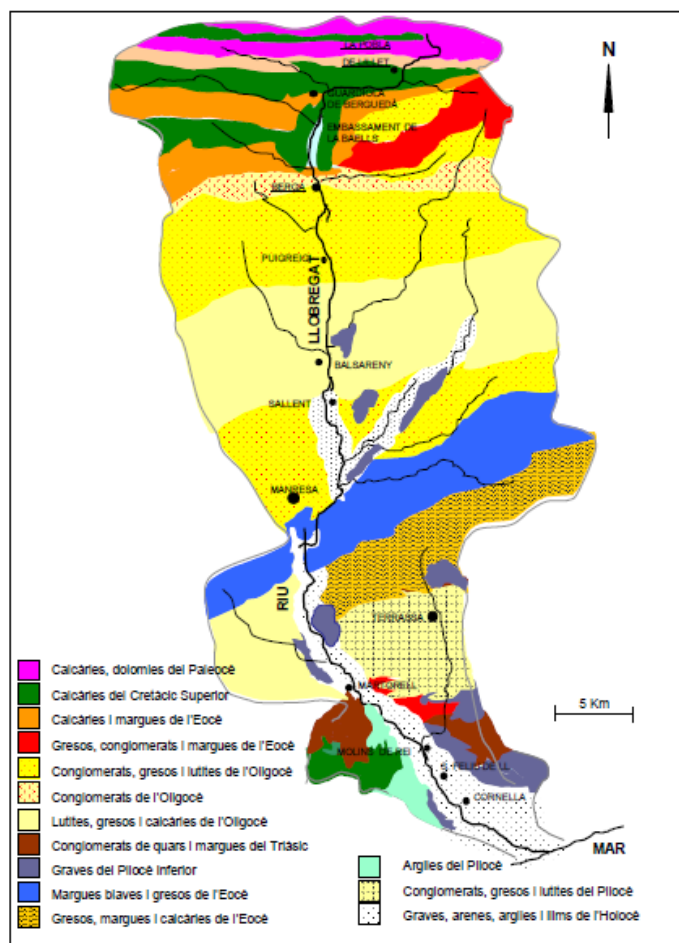 LA POBLA
DE LILLET
N
GUARDIOLA
DE BERGUEDÀ
EMBASSAMENT DE
LA BAELLS
BERGA
PUIGREIG
LLOBREGAT
BALSARENY
SALLENT
MANRESA
RIU
TERRASSA
MARTORELL
MOLINS DE REI
S. FELIU DE LL.
CORNELLA
MAR
5 Km
Calcàries, dolomies del Paleocè
Calcàries del Cretàcic Superior
Calcàries i margues de l'Eocè
Gresos, conglomerats i margues de l'Eocè
Conglomerats, gresos i lutites de l'Oligocè
Conglomerats de l'Oligocè
Lutites, gresos i calcàries de l'Oligocè
Conglomerats de quars i margues del Triàsic
Graves del Pliocè Inferior
Margues blaves i gresos de l'Eocè
Gresos, margues i calcàries de l'Eocè
Argiles del Pliocè
Conglomerats, gresos i lutites del Pliocè
Graves, arenes, argiles i llims de l'Holocè